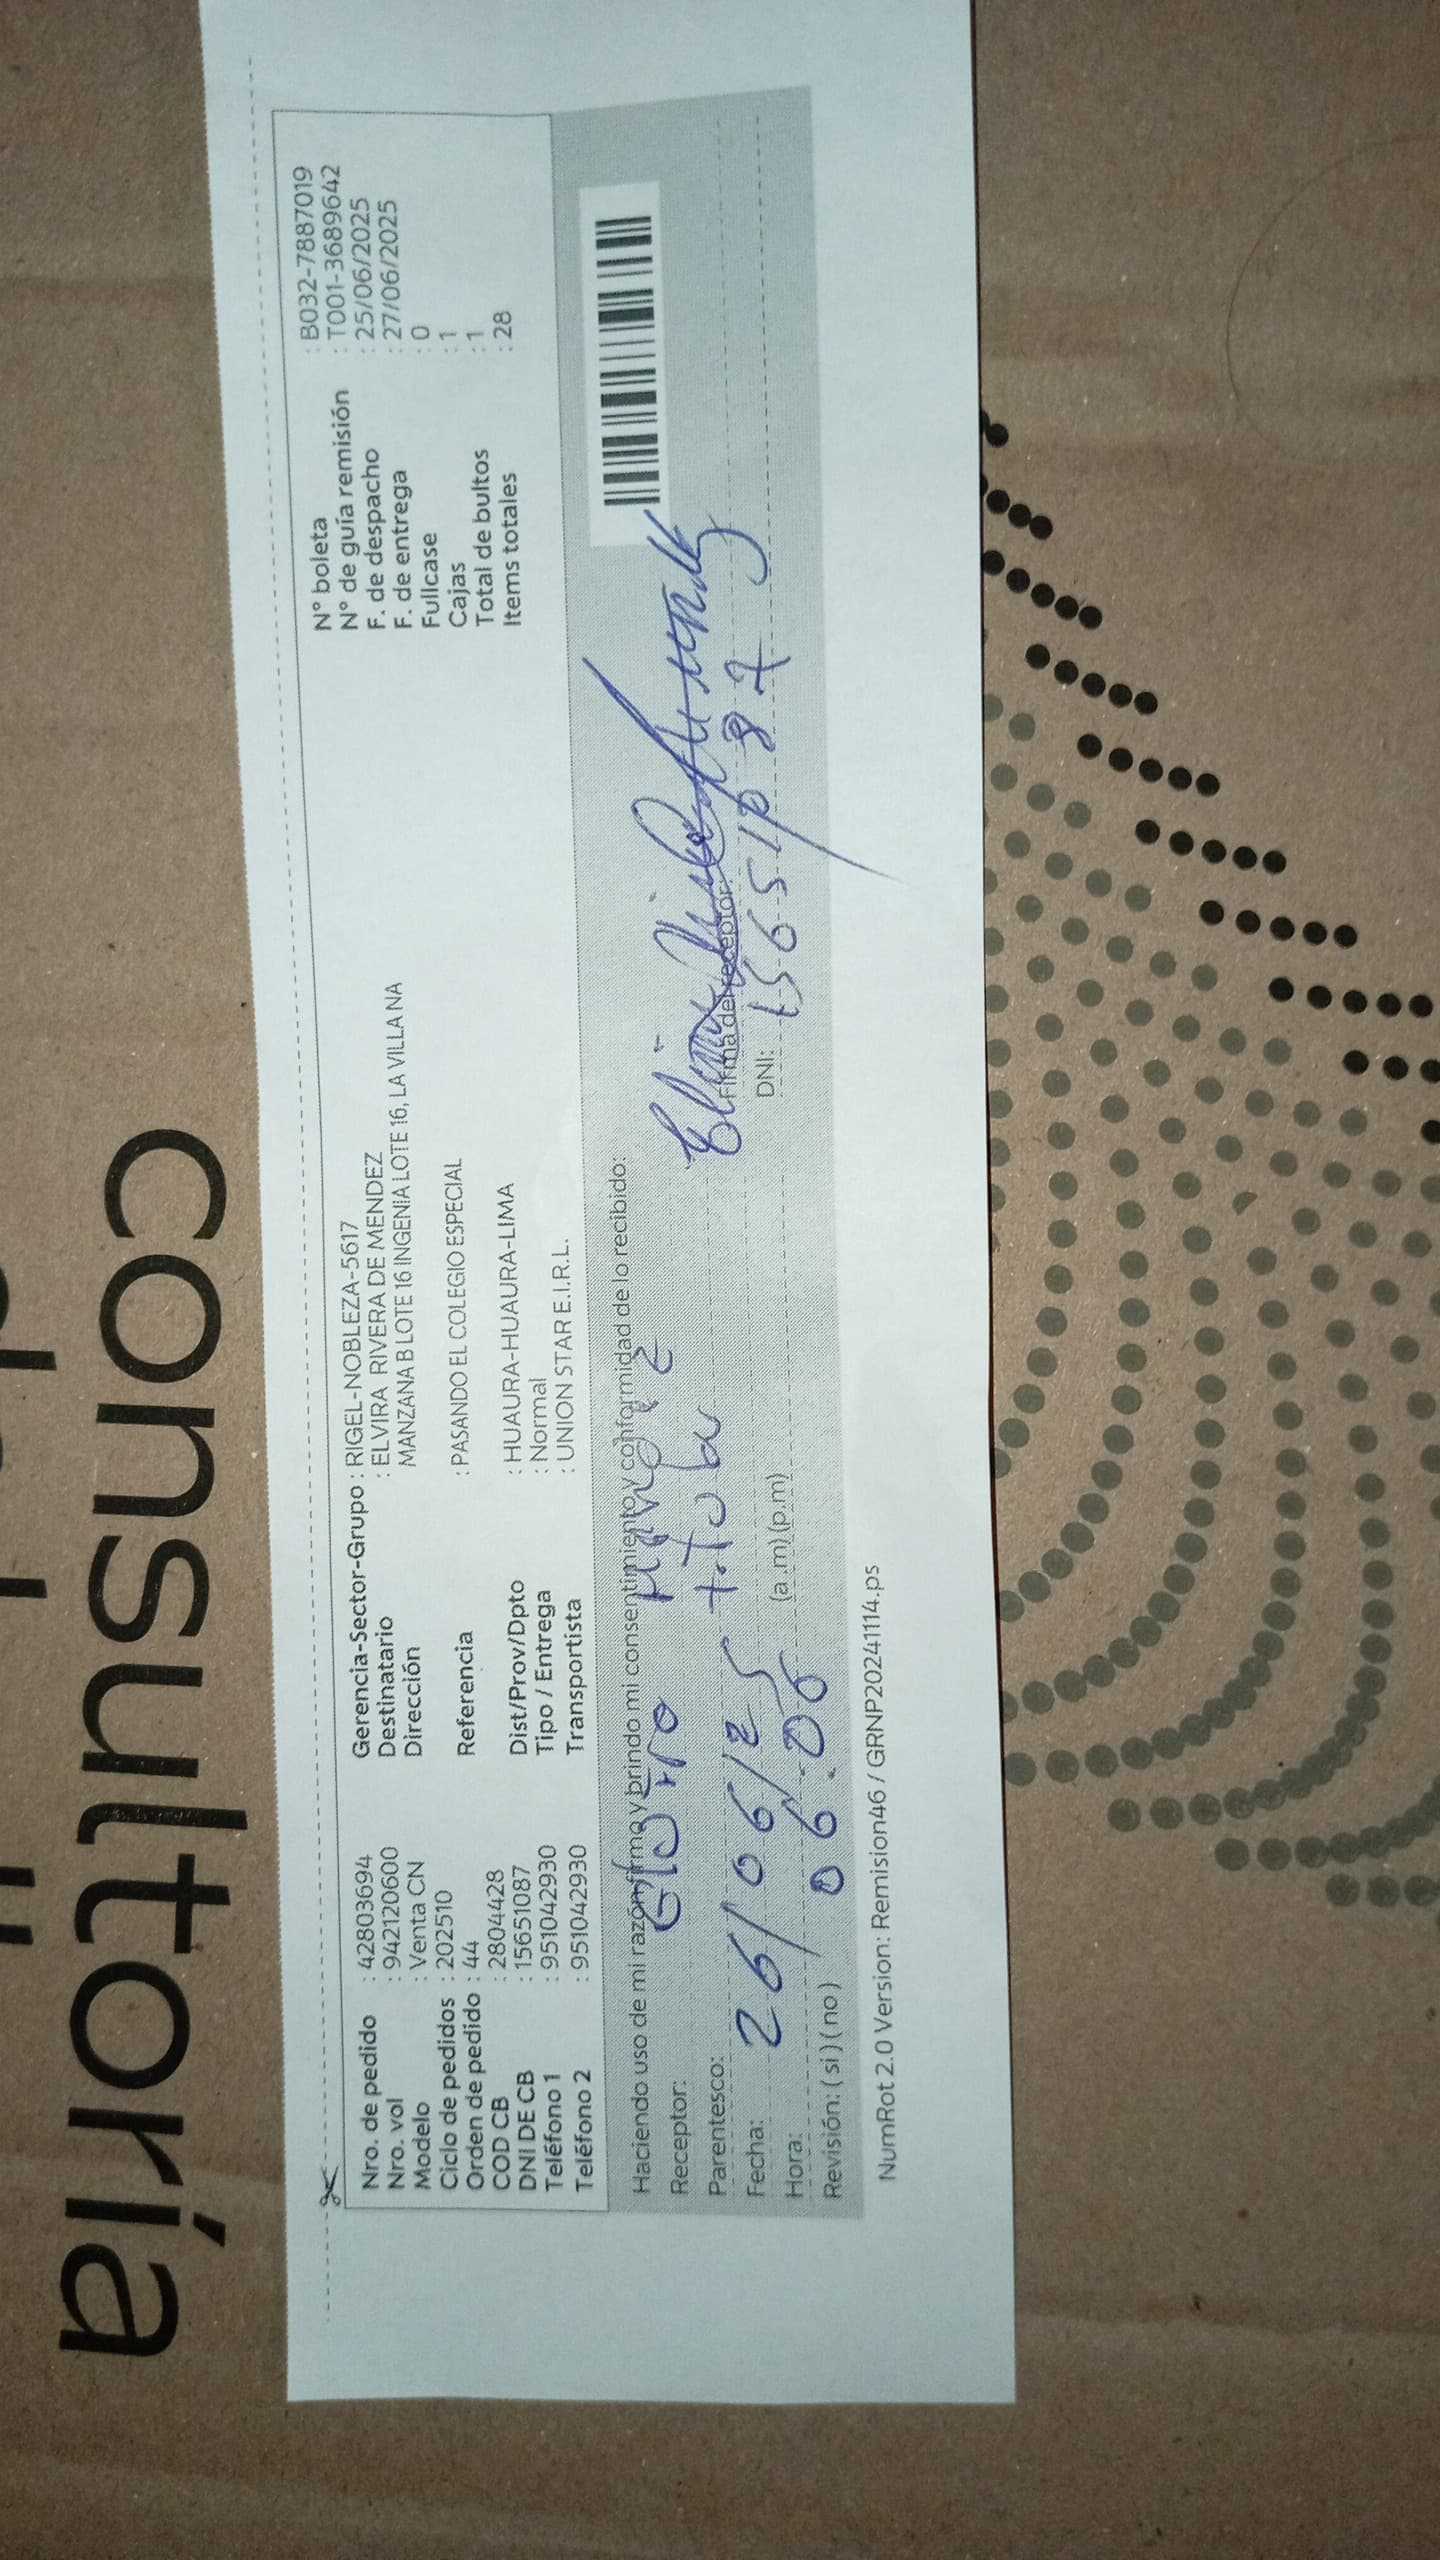 consultoría
Nro. de pedido : 42803694 Gerencia-Sector-Grupo : RIGEL-NOBLEZA-5617 N° boleta : B032-7887019
Nro. vol : 942120600 Destinatario : ELVIRA RIVERA DE MENDEZ N° de guía remisión : T001-3689642
Modelo : Venta CN Dirección MANZANA B LOTE 16 INGENIA LOTE 16, LA VILLA NA F. de despacho : 25/06/2025
Ciclo de pedidos : 202510 F. de entrega : 27/06/2025
Orden de pedido : 44 Referencia : PASANDO EL COLEGIO ESPECIAL Fullcase : 0
COD CB : 2804428 Cajas : 1
DNI DE CB : 15651087 Dist/Prov/Dpto : HUAURA-HUAURA-LIMA Total de bultos : 1
Teléfono 1 : 951042930 Tipo / Entrega : Normal Items totales : 28
Teléfono 2 : 951042930 Transportista : UNION STAR E.I.R.L.
Haciendo uso de mi razón firmo y brindo mi consentimiento y conformidad de lo recibido:
Receptor:
Parentesco: Firma del receptor:
Fecha: 26/06/25 DNI:
Hora: (a.m) (p.m)
Revisión: ( si ) ( no )
NumRot 2.0 Version: Remision46 / GRNP20241114.ps